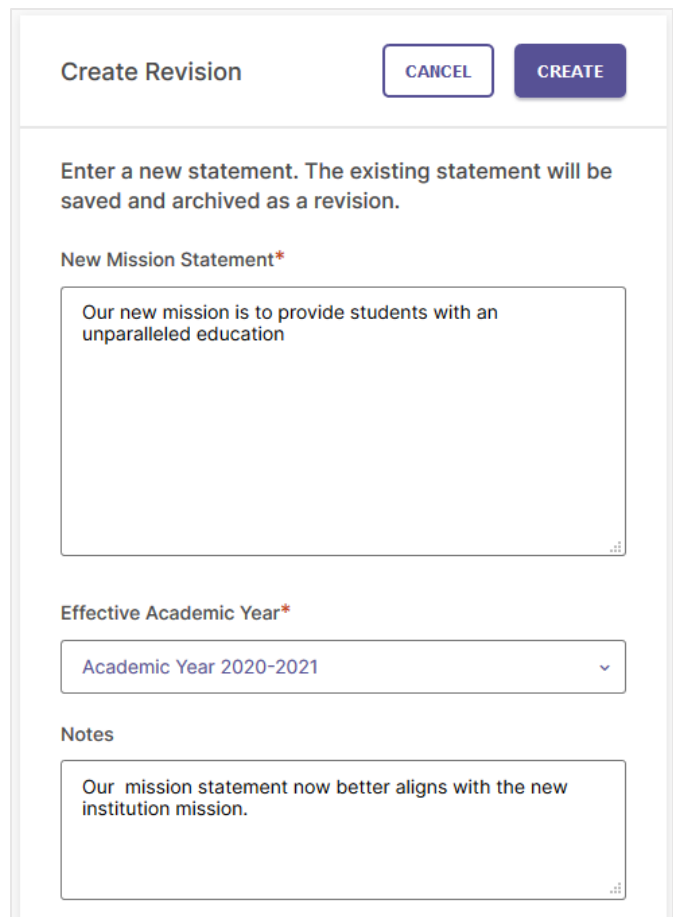 Create Revision
CANCEL
CREATE
Enter a new statement. The existing statement will be
saved and archived as a revision.
New Mission Statement*
Our new mission is to provide students with an
unparalleled education
Effective Academic Year*
Academic Year 2020-2021
Notes
Our  mission statement now better aligns with the new
institution mission.